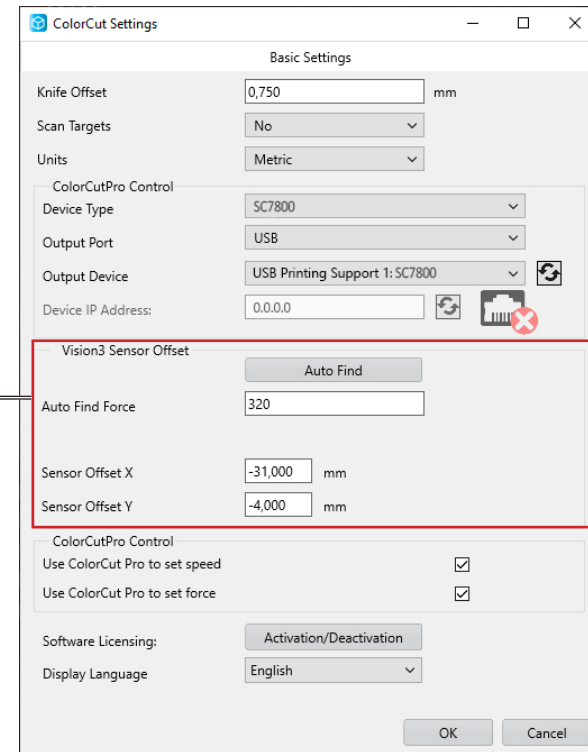 ColorCut Settings
Basic Settings
Knife Offset 0,750 mm
Scan Targets No
Units Metric
ColorCutPro Control
Device Type SC7800
Output Port USB
Output Device USB Printing Support 1: SC7800
Device IP Address: 0.0.0.0
Vision3 Sensor Offset
Auto Find
Auto Find Force 320
Sensor Offset X -31,000 mm
Sensor Offset Y -4,000 mm
ColorCutPro Control
Use ColorCut Pro to set speed
Use ColorCut Pro to set force
Software Licensing: Activation/Deactivation
Display Language English
OK Cancel